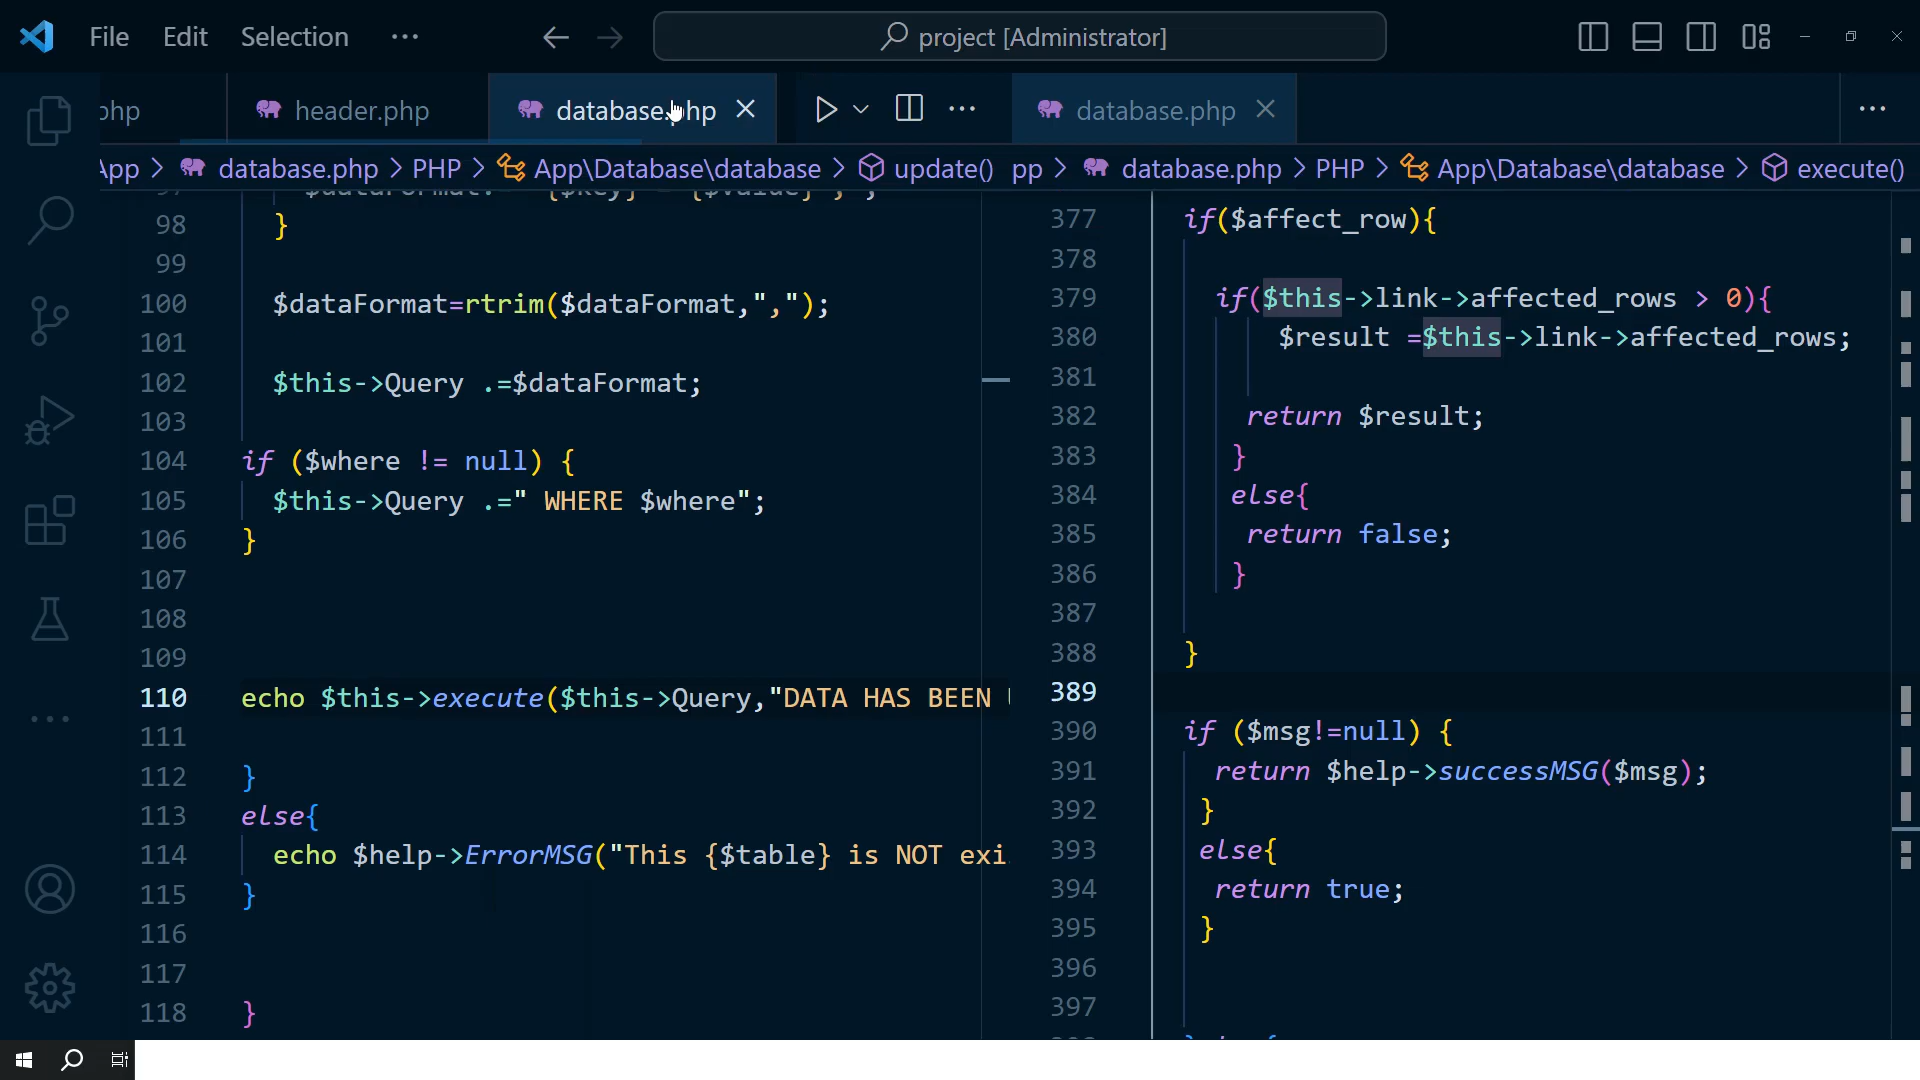 File Edit Selection ···
project [Administrator]
php
header.php
database.php
database.php
App > database.php > PHP > App\Database\database > update()
pp > database.php > PHP > App\Database\database > execute()
98 }
99
100 $dataFormat=rtrim($dataFormat,",");
101
102 $this->Query .=$dataFormat;
103
104 if ($where != null) {
105 $this->Query .=" WHERE $where";
106 }
107
108
109
110 echo $this->execute($this->Query,"DATA HAS BEEN
111
112 }
113 else{
114 echo $help->ErrorMSG("This {$table} is NOT exi
115 }
116
117
118 }
377 if($affect_row){
378
379 if($this->link->affected_rows > 0){
380 $result =$this->link->affected_rows;
381
382 return $result;
383 }
384 else{
385 return false;
386 }
387
388 }
389
390 if ($msg!=null) {
391 return $help->successMSG($msg);
392 }
393 else{
394 return true;
395 }
396
397